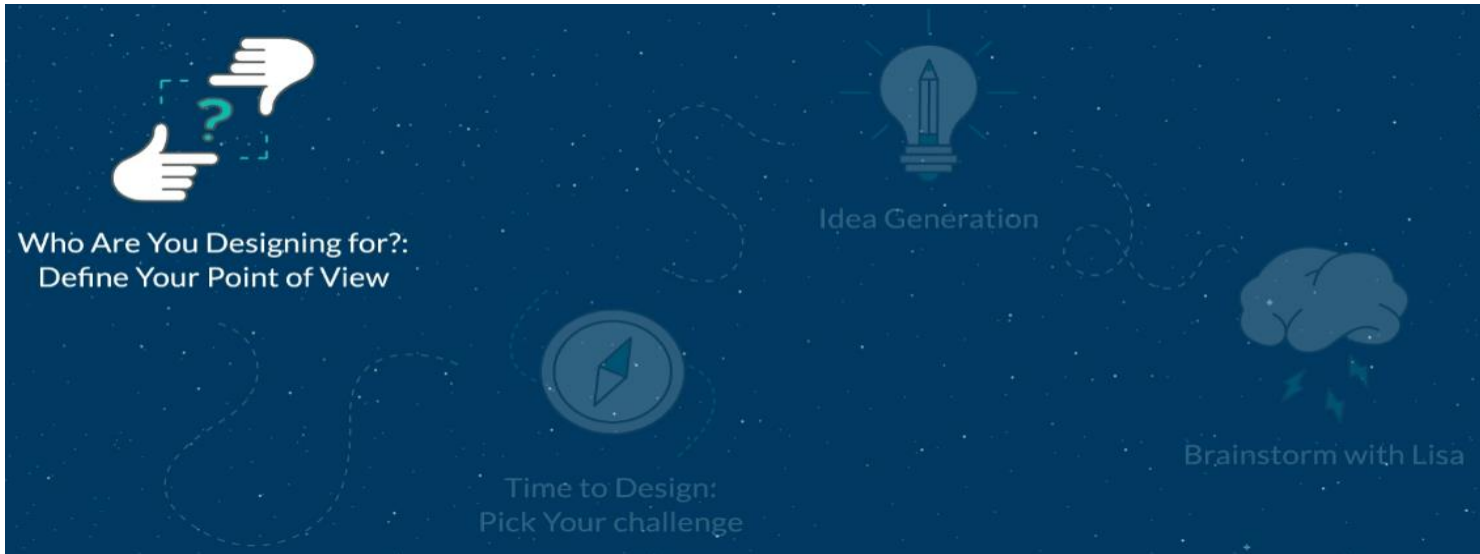 ?
Who Are You Designing for?:
Define Your Point of View
Time to Design:
Pick Your challenge
Idea Generation
Brainstorm with Lisa